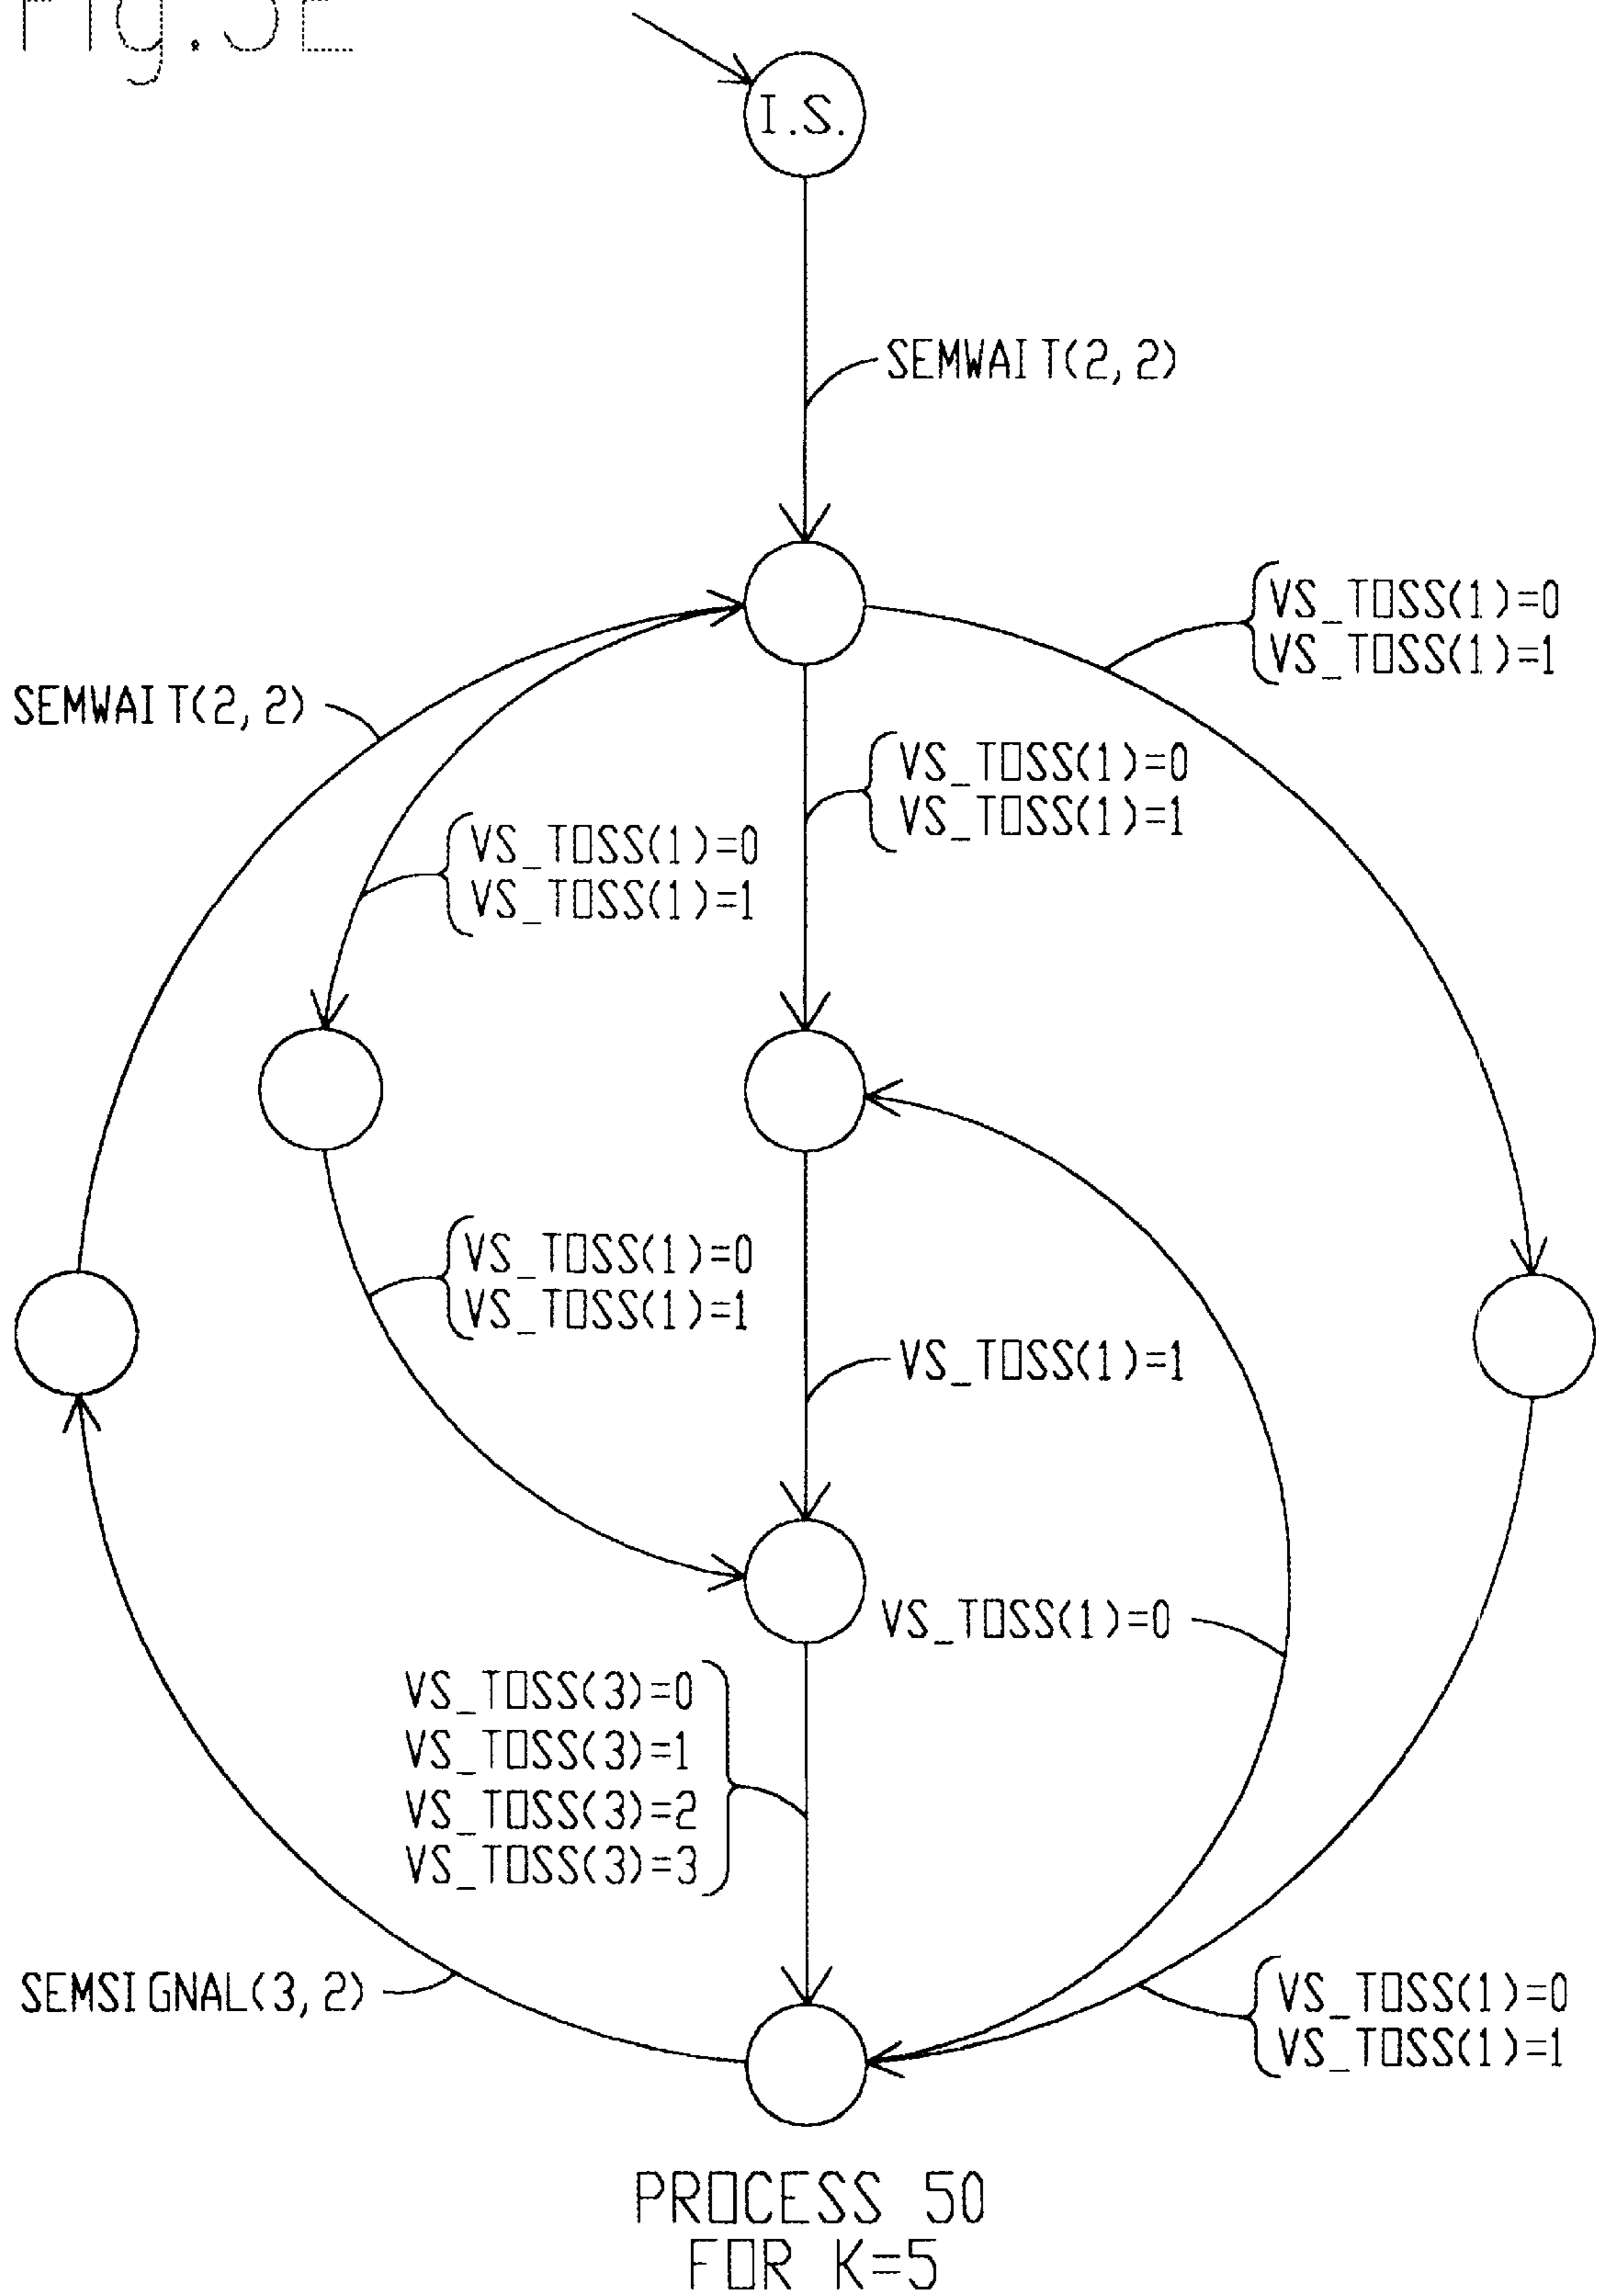 Fig.5E
I.S.
SEMWAIT(2,2)
VS_TOSS(1)=0
VS_TOSS(1)=1
SEMWAIT(2,2)
VS_TOSS(1)=0
VS_TOSS(1)=1
VS_TOSS(1)=0
VS_TOSS(1)=1
VS_TOSS(1)=0
VS_TOSS(1)=1
VS_TOSS(1)=1
VS_TOSS(1)=0
VS_TOSS(3)=0
VS_TOSS(3)=1
VS_TOSS(3)=2
VS_TOSS(3)=3
SEMSIGNAL(3,2)
VS_TOSS(1)=0
VS_TOSS(1)=1
PROCESS 50
FOR K=5